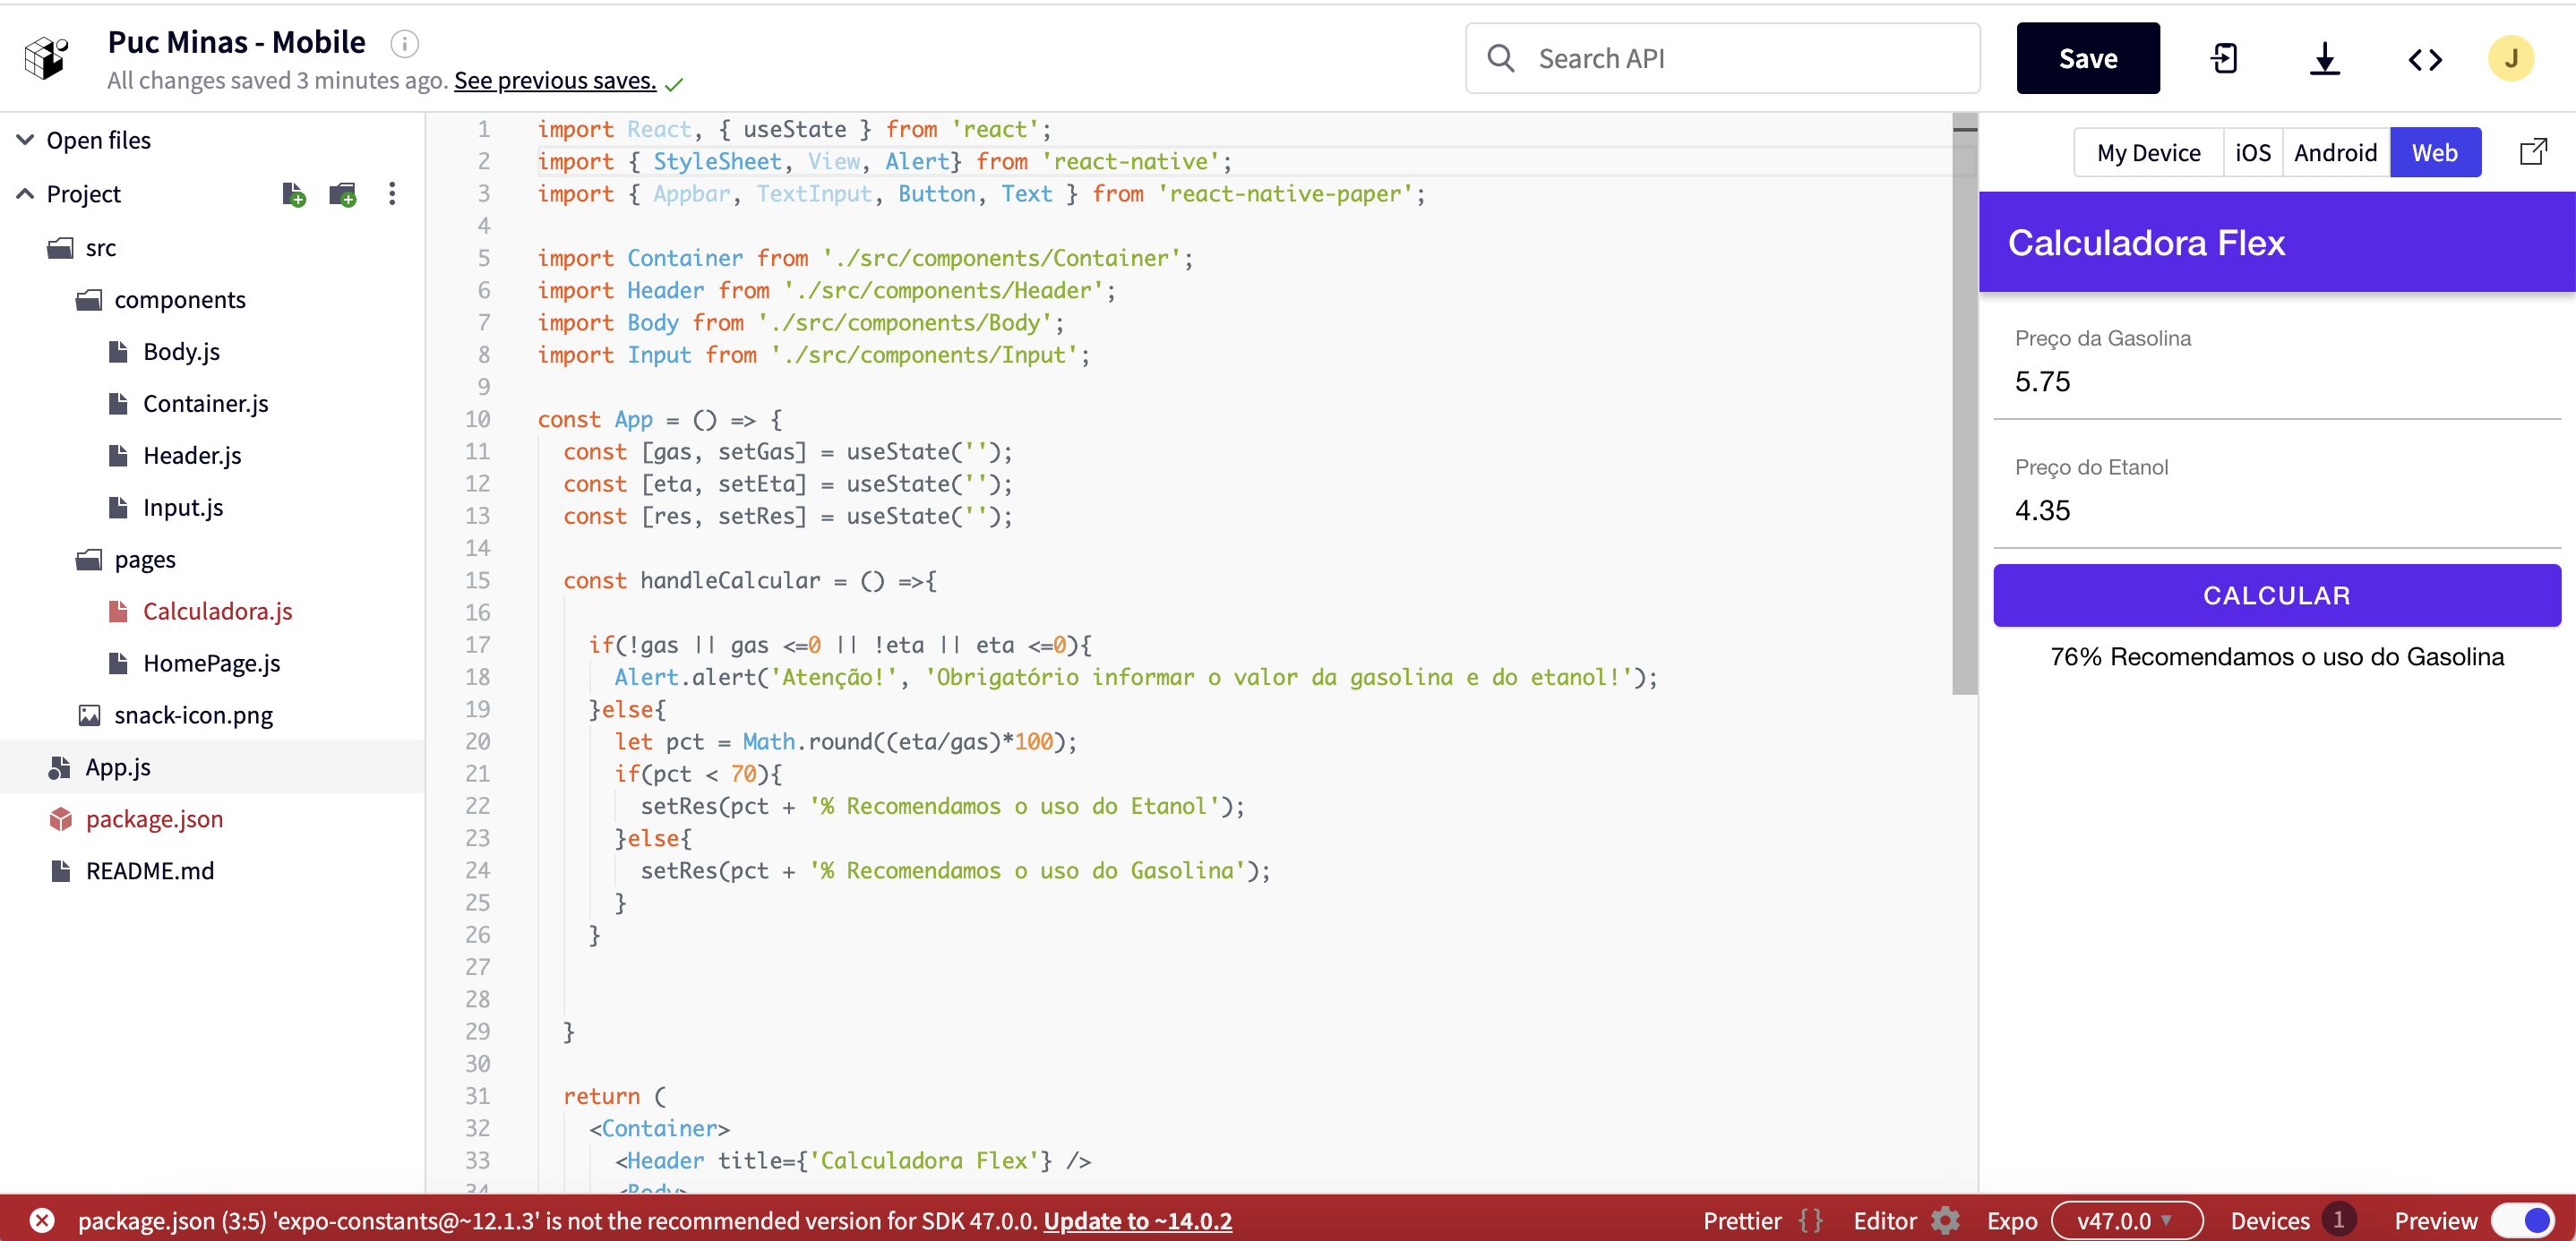 Puc Minas - Mobile
All changes saved 3 minutes ago. See previous saves.
Search API
Save
J
Open files
Project
src
components
Body.js
Container.js
Header.js
Input.js
pages
Calculadora.js
HomePage.js
snack-icon.png
App.js
package.json
README.md
1 import React, { useState } from 'react';
2 import { StyleSheet, View, Alert} from 'react-native';
3 import { Appbar, TextInput, Button, Text } from 'react-native-paper';
4
5 import Container from './src/components/Container';
6 import Header from './src/components/Header';
7 import Body from './src/components/Body';
8 import Input from './src/components/Input';
9
10 const App = () => {
11 const [gas, setGas] = useState('');
12 const [eta, setEta] = useState('');
13 const [res, setRes] = useState('');
14
15 const handleCalcular = () =>{
16
17 if(!gas || gas <=0 || !eta || eta <=0){
18 Alert.alert('Atenção!', 'Obrigatório informar o valor da gasolina e do etanol!');
19 }else{
20 let pct = Math.round((eta/gas)*100);
21 if(pct < 70){
22 setRes(pct + '% Recomendamos o uso do Etanol');
23 }else{
24 setRes(pct + '% Recomendamos o uso do Gasolina');
25 }
26 }
27
28
29 }
30
31 return (
32 <Container>
33 <Header title={'Calculadora Flex'} />
34 <Body>
My Device iOS Android Web
Calculadora Flex
Preço da Gasolina
5.75
Preço do Etanol
4.35
CALCULAR
76% Recomendamos o uso do Gasolina
package.json (3:5) 'expo-constants@~12.1.3' is not the recommended version for SDK 47.0.0. Update to ~14.0.2
Prettier {} Editor Expo v47.0.0 Devices 1 Preview